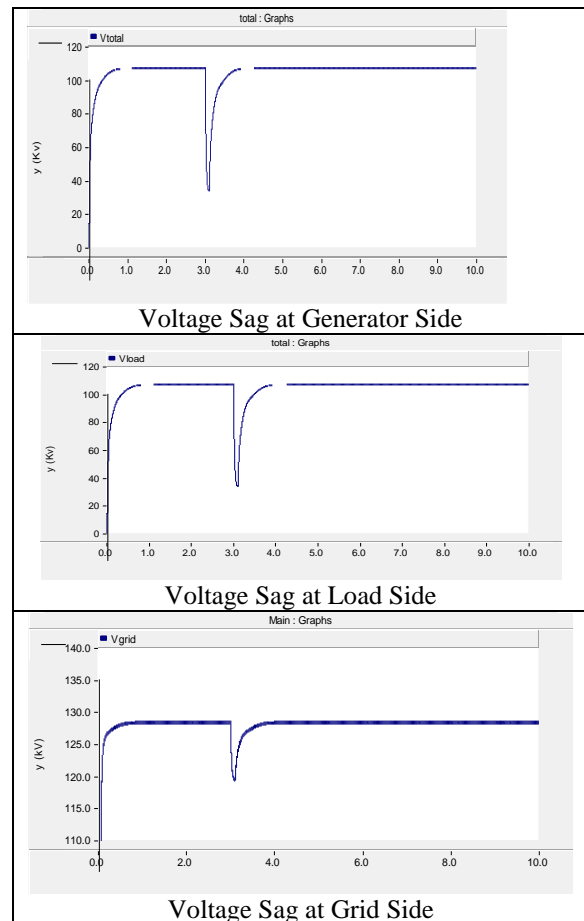 total : Graphs
Vtotal
120
100
80
60
40
20
0
y (Kv)
0.0 1.0 2.0 3.0 4.0 5.0 6.0 7.0 8.0 9.0 10.0
Voltage Sag at Generator Side
total : Graphs
Vload
120
100
80
60
40
20
0
y (Kv)
0.0 1.0 2.0 3.0 4.0 5.0 6.0 7.0 8.0 9.0 10.0
Voltage Sag at Load Side
Main : Graphs
Vgrid
140.0
135.0
130.0
125.0
120.0
115.0
110.0
y (kV)
0.0 2.0 4.0 6.0 8.0 10.0
Voltage Sag at Grid Side